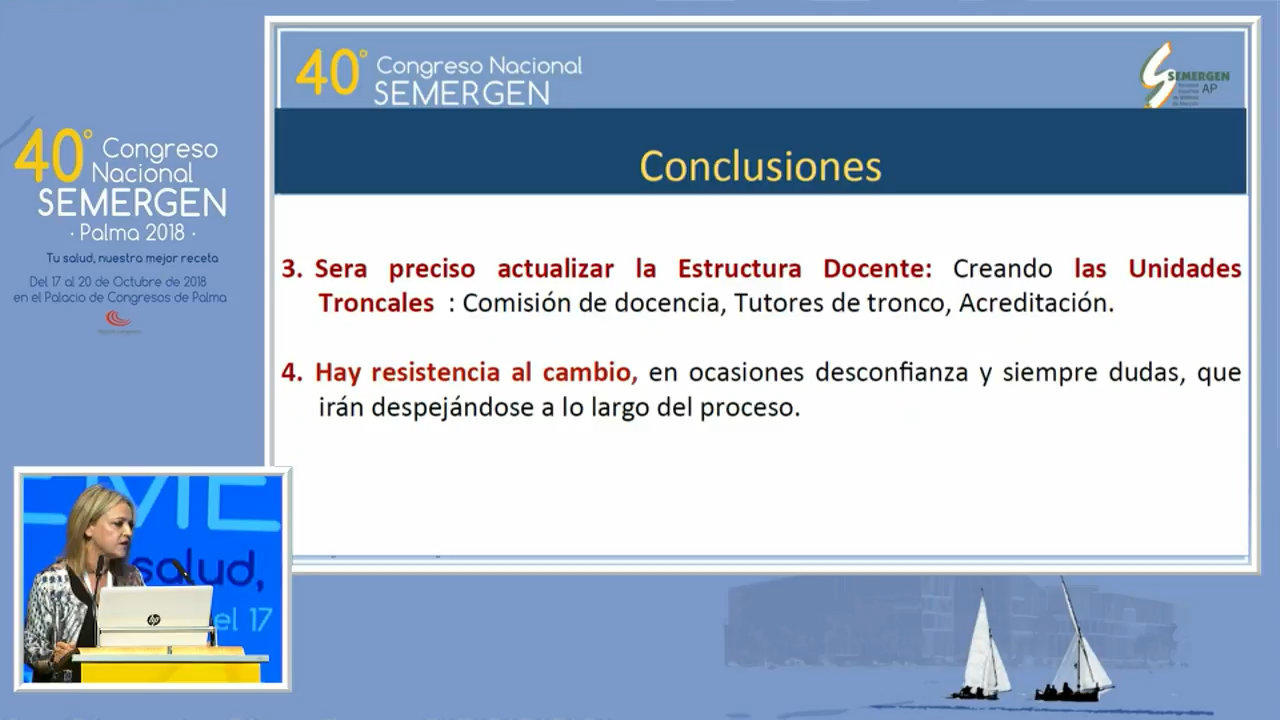 40° Congreso Nacional
SEMERGEN
SEMERGEN
AP
Conclusiones
3. Sera preciso actualizar la Estructura Docente: Creando las Unidades
Troncales : Comisión de docencia, Tutores de tronco, Acreditación.
4. Hay resistencia al cambio, en ocasiones desconfianza y siempre dudas, que
irán despejándose a lo largo del proceso.
40° Congreso
Nacional
SEMERGEN
· Palma 2018 ·
Tu salud, nuestra mejor receta
Del 17 al 20 de Octubre de 2018
en el Palacio de Congresos de Palma
EME
salud,
el 17
hp